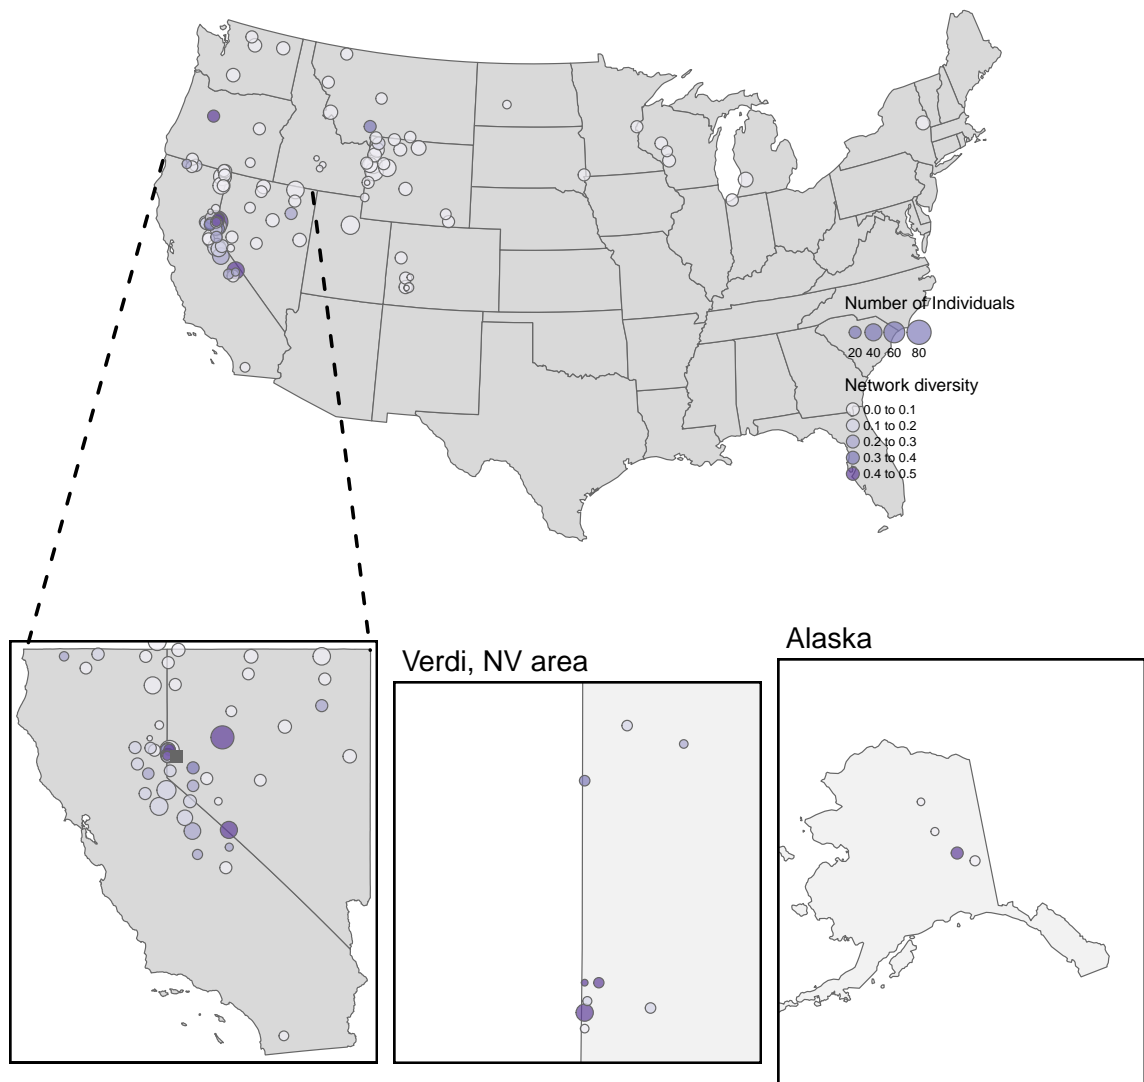 Number of Individuals
20 40 60 80
Network diversity
0.0 to 0.1
0.1 to 0.2
0.2 to 0.3
0.3 to 0.4
0.4 to 0.5
Verdi, NV area
Alaska